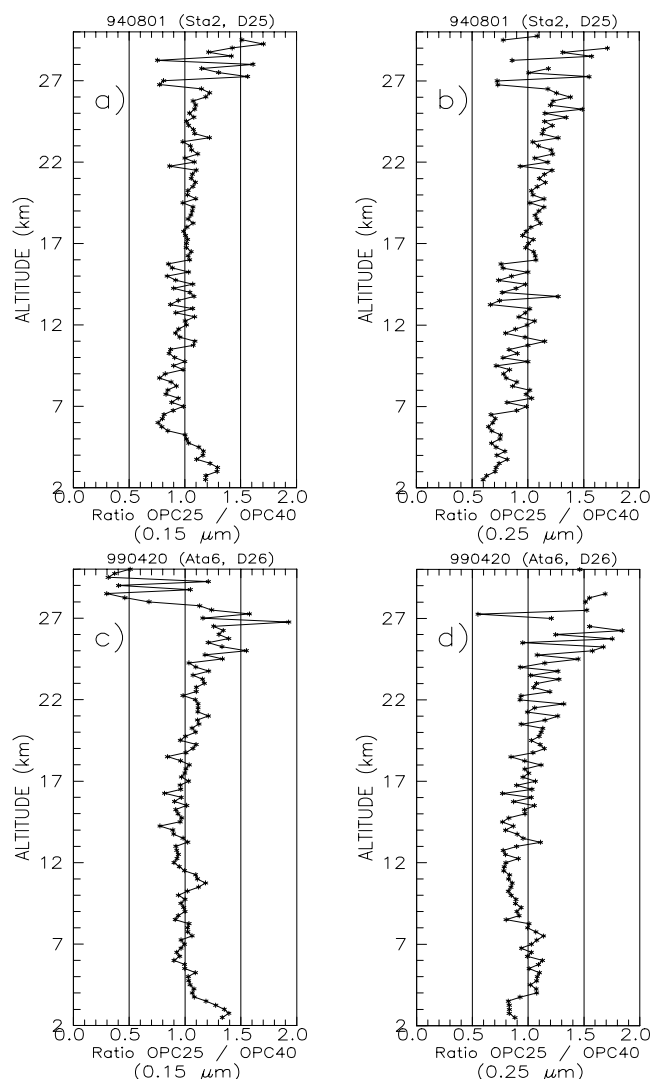 940801 (Sta2, D25)
27
22
17
12
7
2
ALTITUDE (km)
a)
0.0 0.5 1.0 1.5 2.0
Ratio OPC25 / OPC40
(0.15 μm)
940801 (Sta2, D25)
27
22
17
12
7
2
ALTITUDE (km)
b)
0.0 0.5 1.0 1.5 2.0
Ratio OPC25 / OPC40
(0.25 μm)
990420 (Ata6, D26)
27
22
17
12
7
2
ALTITUDE (km)
c)
0.0 0.5 1.0 1.5 2.0
Ratio OPC25 / OPC40
(0.15 μm)
990420 (Ata6, D26)
27
22
17
12
7
2
ALTITUDE (km)
d)
0.0 0.5 1.0 1.5 2.0
Ratio OPC25 / OPC40
(0.25 μm)